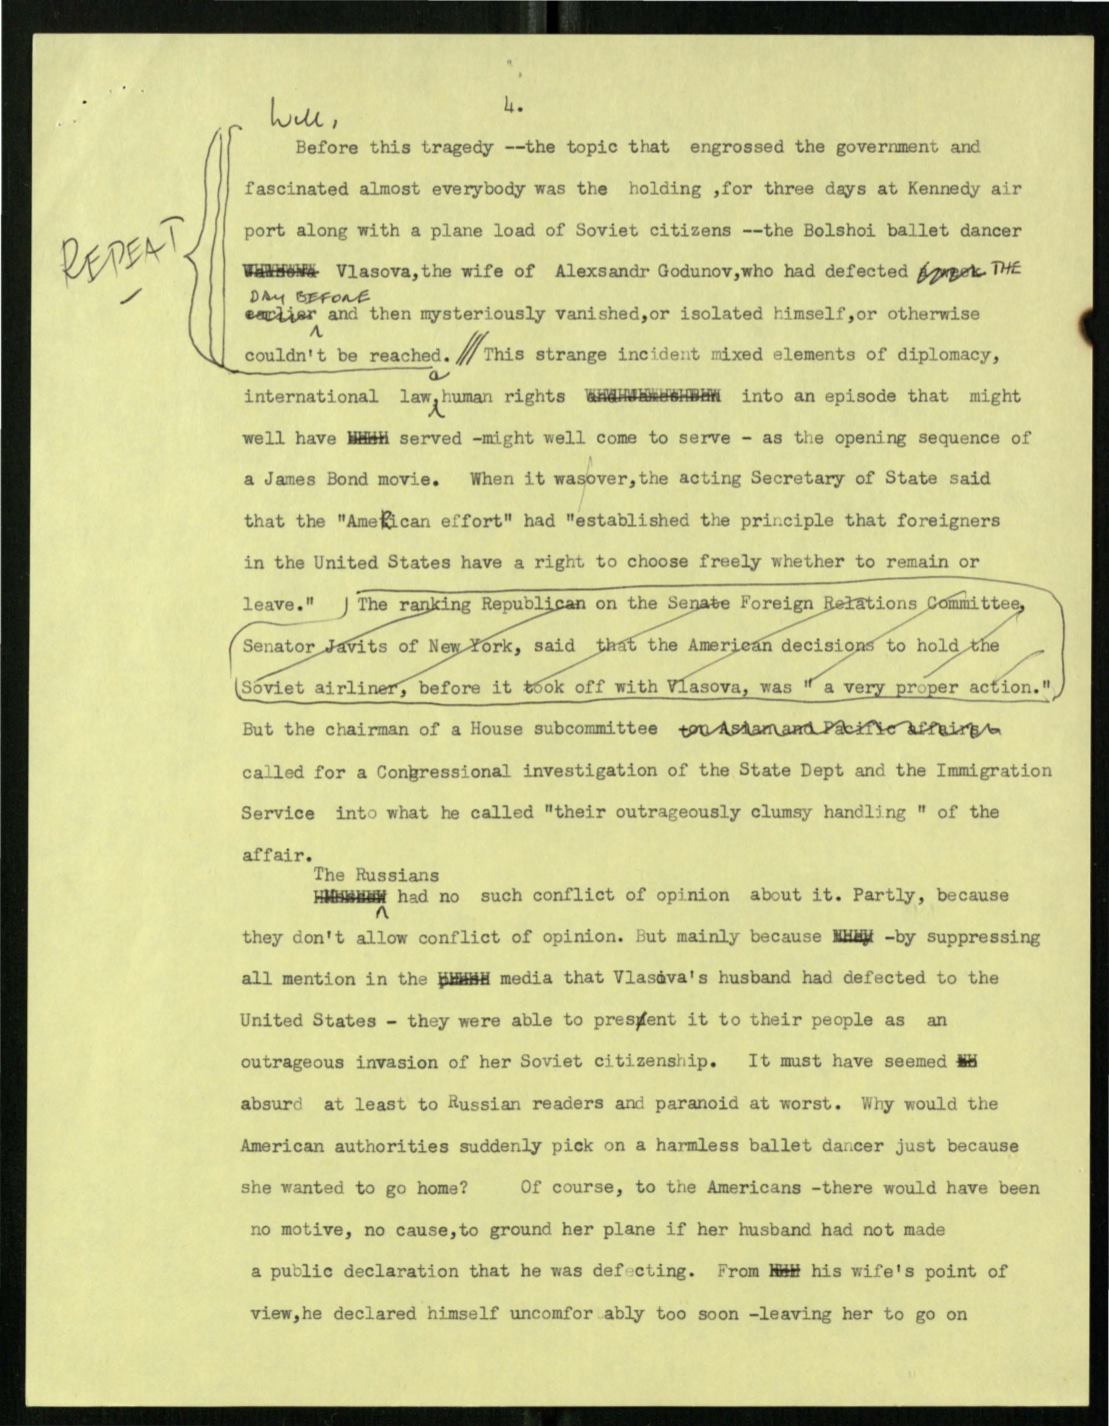 4.
Well,
Before this tragedy --the topic that engrossed the government and
fascinated almost everybody was the holding ,for three days at Kennedy air
port along with a plane load of Soviet citizens --the Bolshoi ballet dancer
REPEAT
Vlasova,the wife of Alexsandr Godunov,who had defected THE
DAY BEFORE
earlier and then mysteriously vanished,or isolated himself,or otherwise
couldn't be reached. /// This strange incident mixed elements of diplomacy,
international law, a human rights into an episode that might
well have served -might well come to serve - as the opening sequence of
a James Bond movie. When it was/over,the acting Secretary of State said
that the "American effort" had "established the principle that foreigners
in the United States have a right to choose freely whether to remain or
leave." The ranking Republican on the Senate Foreign Relations Committee,
Senator Javits of New York, said that the American decisions to hold the
Soviet airliner, before it took off with Vlasova, was " a very proper action."
But the chairman of a House subcommittee on Asian and Pacific affairs
called for a Congressional investigation of the State Dept and the Immigration
Service into what he called "their outrageously clumsy handling " of the
affair.
The Russians
had no such conflict of opinion about it. Partly, because
they don't allow conflict of opinion. But mainly because -by suppressing
all mention in the media that Vlasova's husband had defected to the
United States - they were able to present it to their people as an
outrageous invasion of her Soviet citizenship. It must have seemed
absurd at least to Russian readers and paranoid at worst. Why would the
American authorities suddenly pick on a harmless ballet dancer just because
she wanted to go home? Of course, to the Americans -there would have been
no motive, no cause,to ground her plane if her husband had not made
a public declaration that he was defecting. From his wife's point of
view,he declared himself uncomfor ably too soon -leaving her to go on